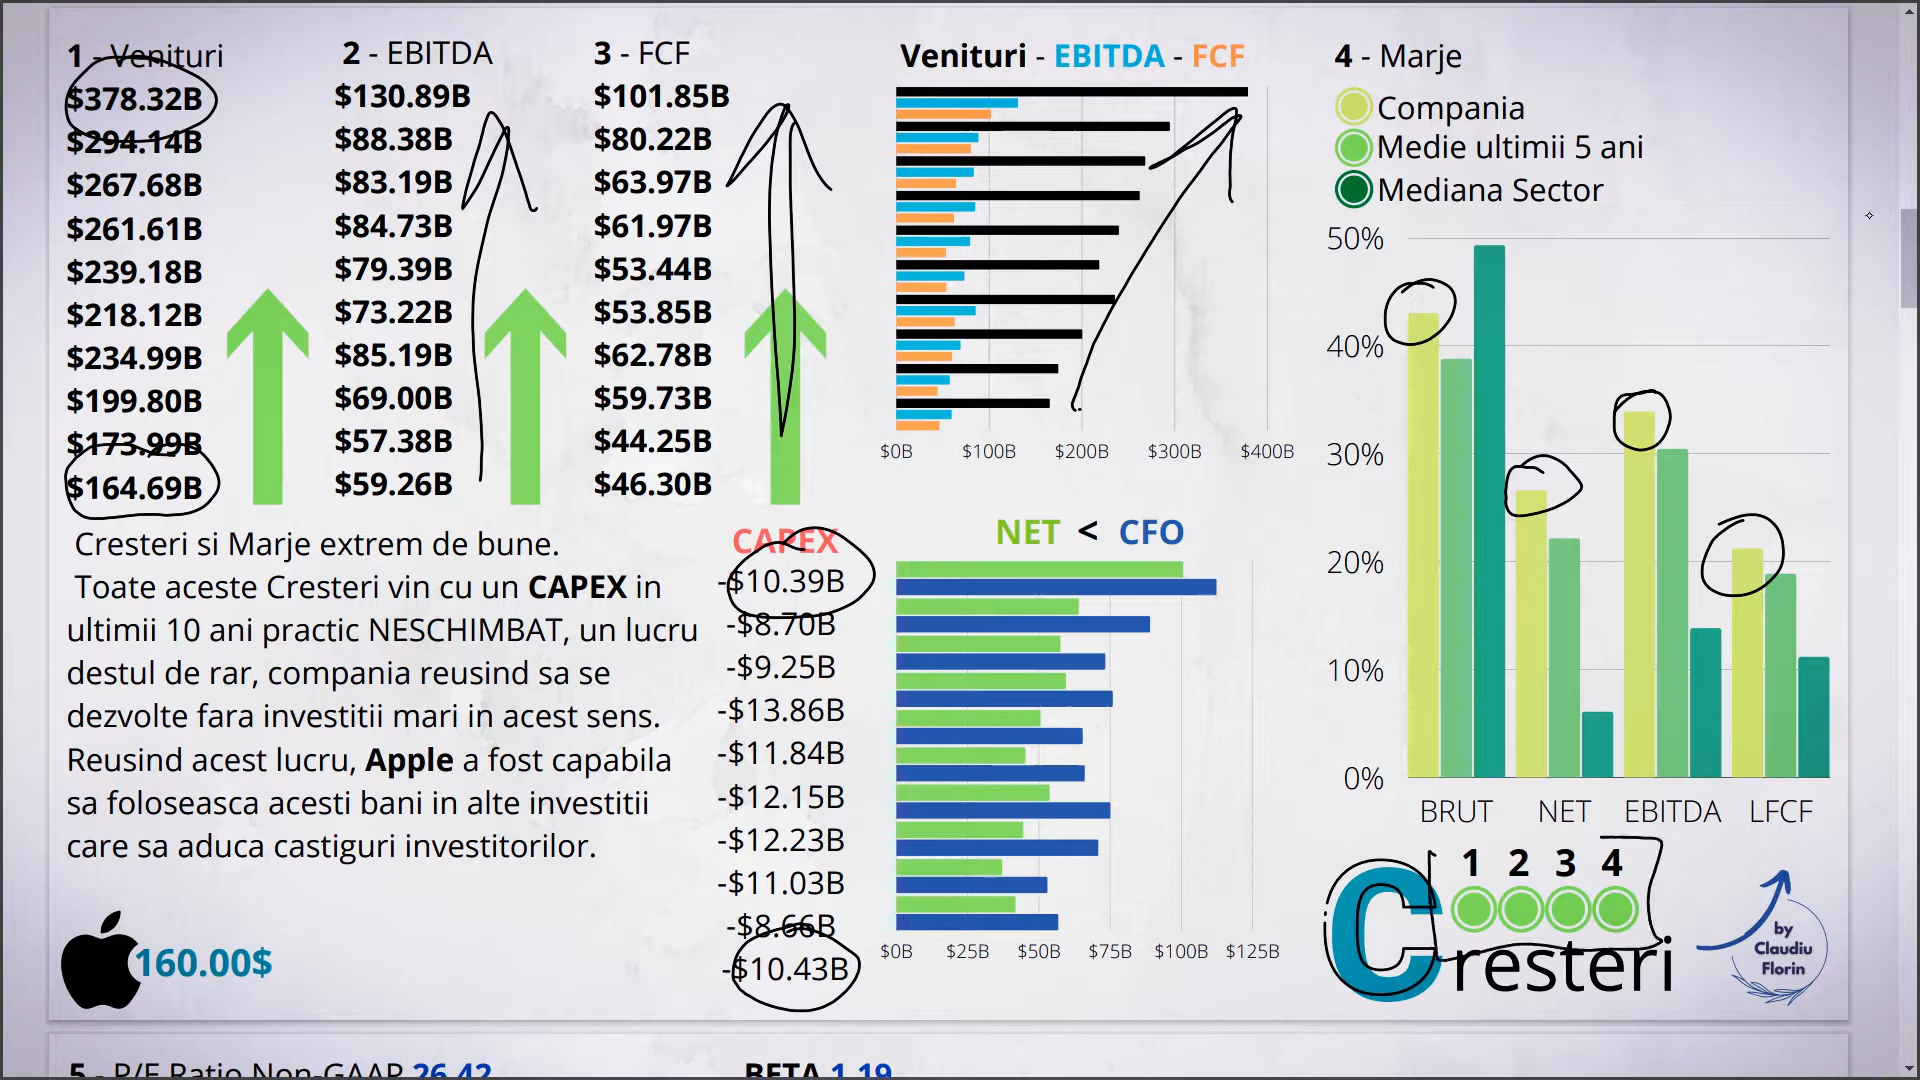 1 - Venituri
$378.32B
$294.14B
$267.68B
$261.61B
$239.18B
$218.12B
$234.99B
$199.80B
$173.99B
$164.69B
2 - EBITDA
$130.89B
$88.38B
$83.19B
$84.73B
$79.39B
$73.22B
$85.19B
$69.00B
$57.38B
$59.26B
3 - FCF
$101.85B
$80.22B
$63.97B
$61.97B
$53.44B
$53.85B
$62.78B
$59.73B
$44.25B
$46.30B
Venituri - EBITDA - FCF
$0B $100B $200B $300B $400B
4 - Marje
Compania
Medie ultimii 5 ani
Mediana Sector
50%
40%
30%
20%
10%
0%
BRUT NET EBITDA LFCF
Cresteri si Marje extrem de bune.
Toate aceste Cresteri vin cu un CAPEX in
ultimii 10 ani practic NESCHIMBAT, un lucru
destul de rar, compania reusind sa se
dezvolte fara investitii mari in acest sens.
Reusind acest lucru, Apple a fost capabila
sa foloseasca acesti bani in alte investitii
care sa aduca castiguri investitorilor.
CAPEX
-$10.39B
-$8.70B
-$9.25B
-$13.86B
-$11.84B
-$12.15B
-$12.23B
-$11.03B
-$8.66B
-$10.43B
NET < CFO
$0B $25B $50B $75B $100B $125B
160.00$
1 2 3 4
Cresteri
by
Claudiu
Florin
5 - P/E Ratio Non-GAAP 26.42
BETA 1.19